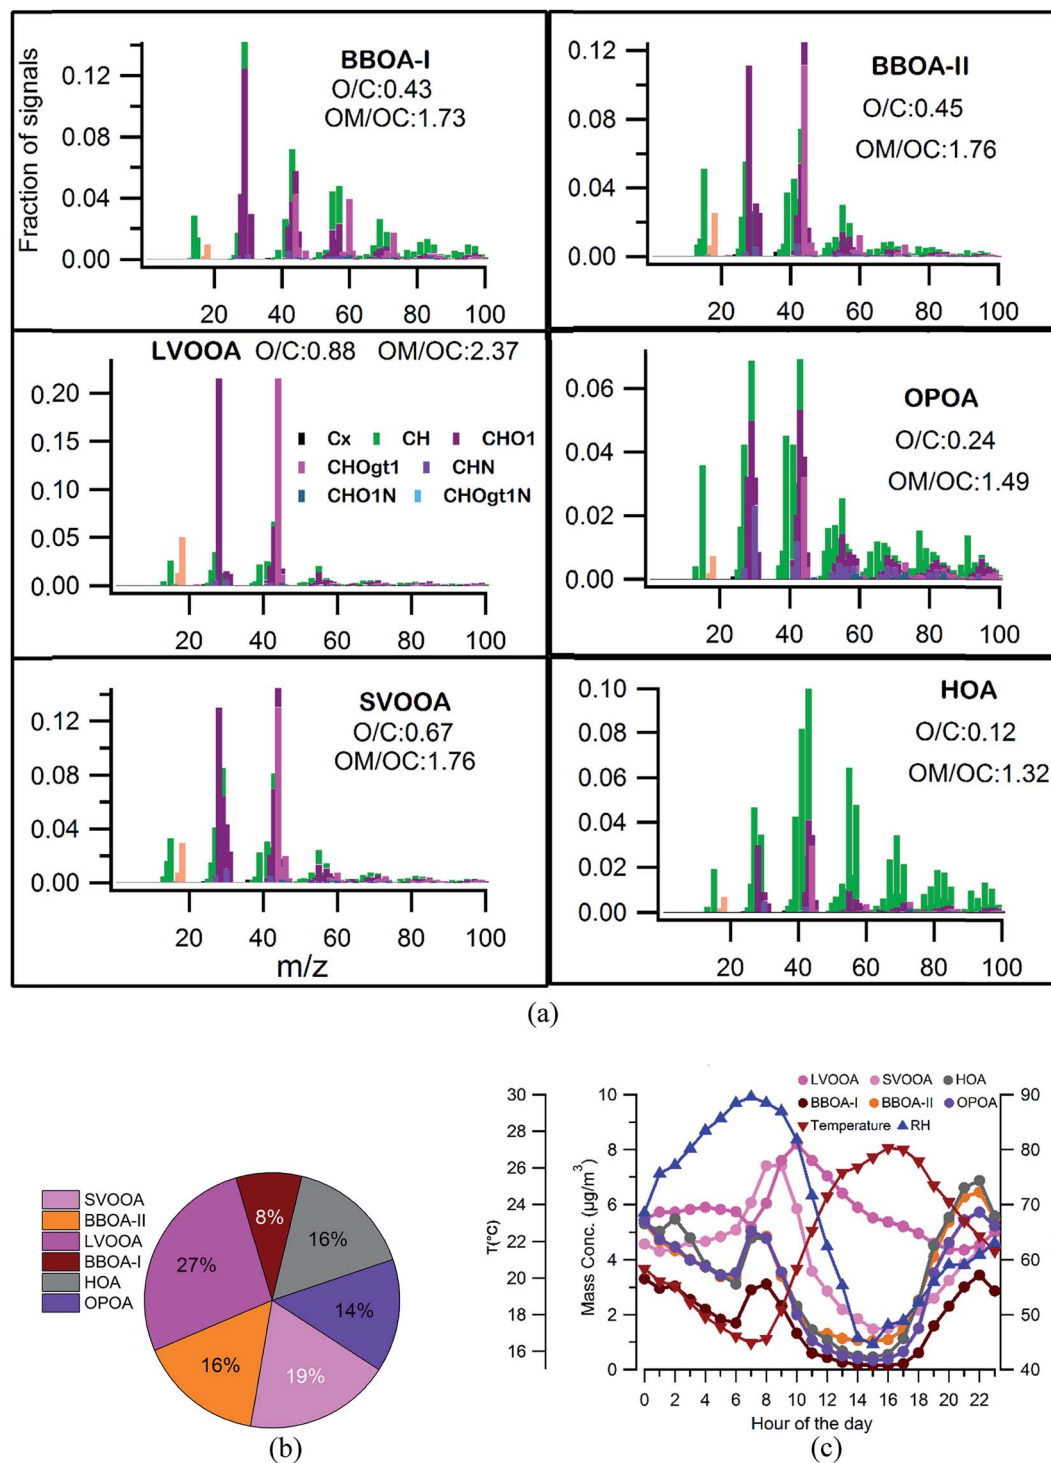 Fraction of signals
BBOA-I
O/C:0.43
OM/OC:1.73
0.12
0.08
0.04
0.00
20 40 60 80 100
BBOA-II
O/C:0.45
OM/OC:1.76
0.12
0.08
0.04
0.00
20 40 60 80 100
LVOOA O/C:0.88 OM/OC:2.37
0.20
0.15
0.10
0.05
0.00
Cx CH CHO1
CHOgt1 CHN
CHO1N CHOgt1N
20 40 60 80 100
OPOA
O/C:0.24
OM/OC:1.49
0.06
0.04
0.02
0.00
20 40 60 80 100
SVOOA
O/C:0.67
OM/OC:1.76
0.12
0.08
0.04
0.00
20 40 60 80 100
m/z
HOA
O/C:0.12
OM/OC:1.32
0.10
0.08
0.06
0.04
0.02
0.00
20 40 60 80 100
(a)
SVOOA
BBOA-II
LVOOA
BBOA-I
HOA
OPOA
8%
16%
27%
14%
16%
19%
(b)
LVOOA SVOOA HOA
BBOA-I BBOA-II OPOA
Temperature RH
T(°C)
30
28
26
24
22
20
18
16
Mass Conc. (µg/m³)
10
8
6
4
2
0
90
80
70
60
50
40
0 2 4 6 8 10 12 14 16 18 20 22
Hour of the day
(c)